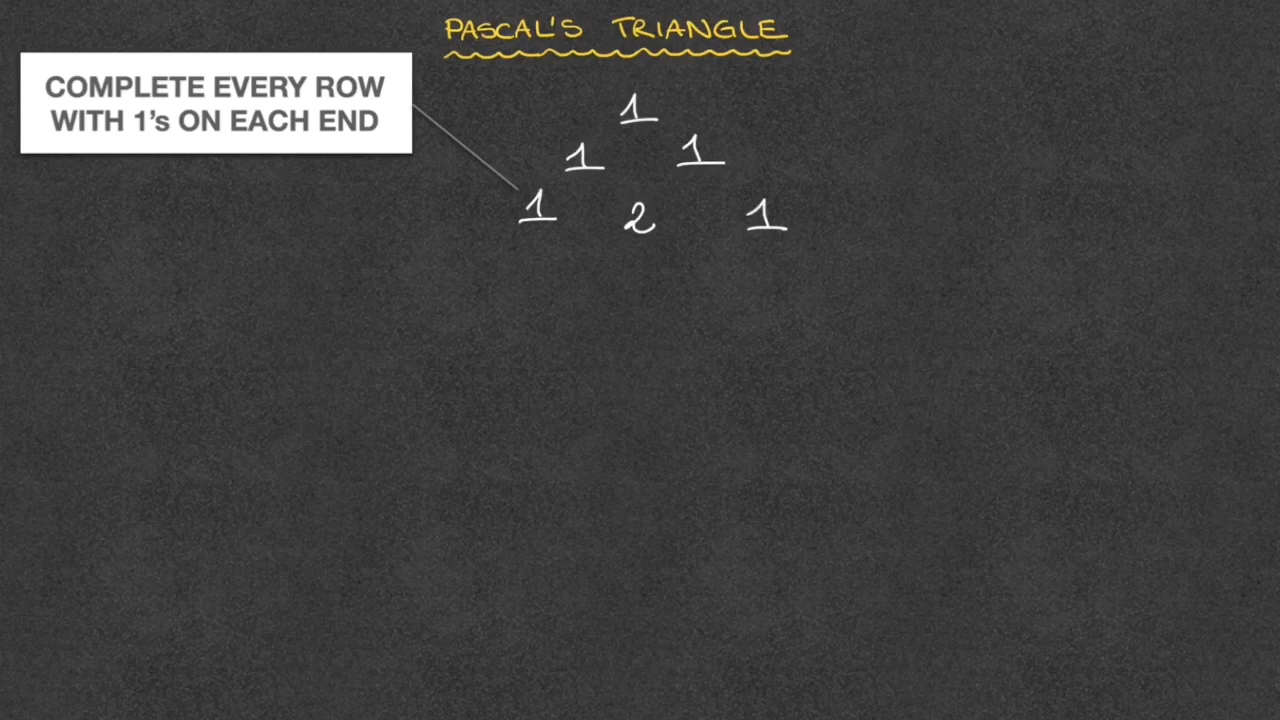 PASCAL'S TRIANGLE
COMPLETE EVERY ROW
WITH 1's ON EACH END
1
1 1
1 2 1